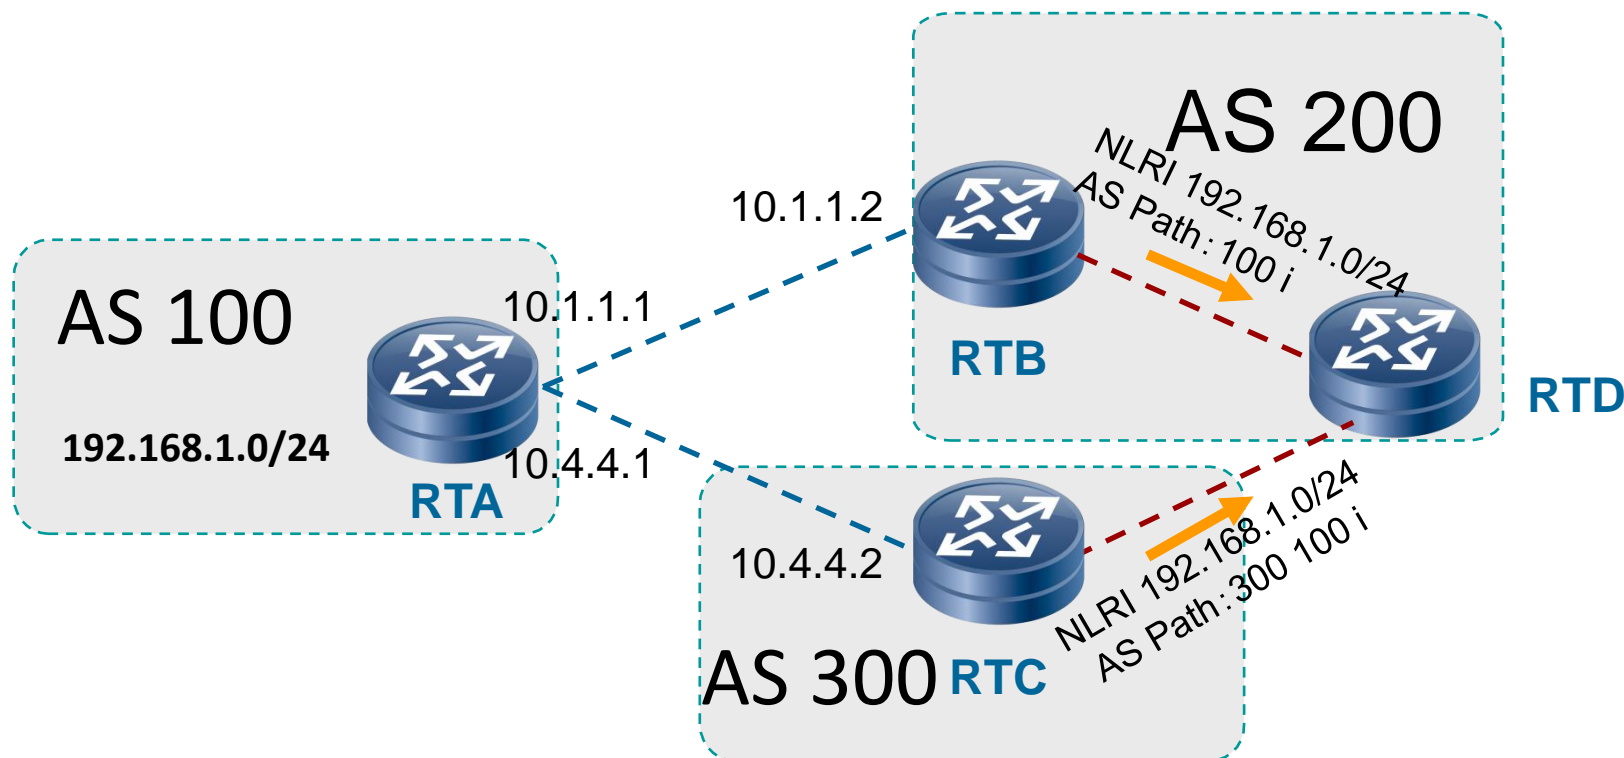 AS 200
NLRI 192.168.1.0/24
AS Path:100 i
10.1.1.2
RTB
RTD
AS 100
10.1.1.1
192.168.1.0/24
10.4.4.1
RTA
10.4.4.2
NLRI 192.168.1.0/24
AS Path:300 100 i
AS 300
RTC